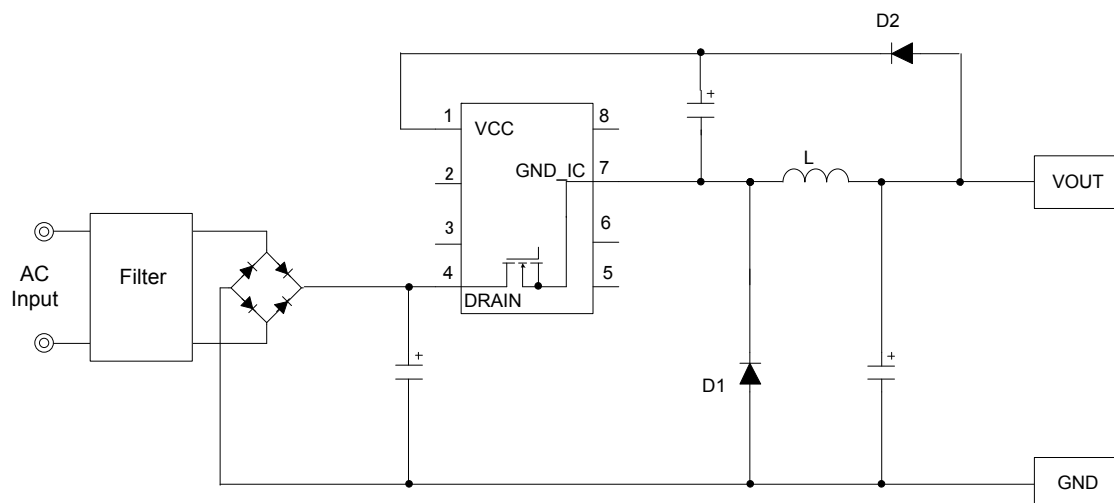 D2
+
1
VCC
8
GND_IC
7
L
VOUT
2
3
6
AC
Input
Filter
4
DRAIN
5
+
+
D1
GND